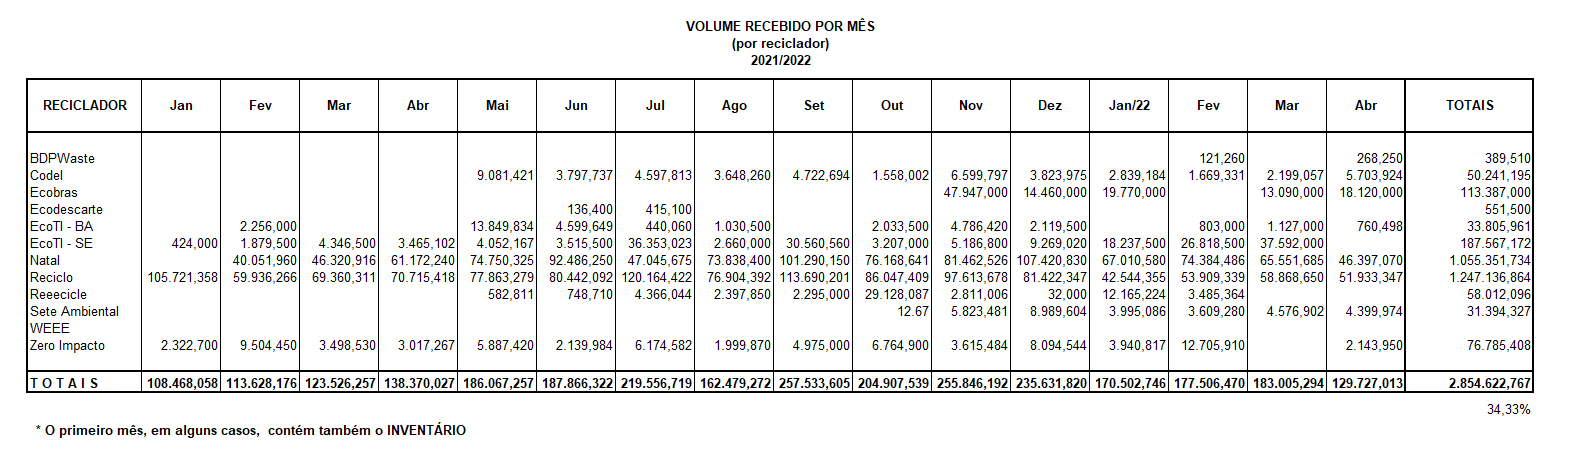 VOLUME RECEBIDO POR MÊS
(por reciclador)
2021/2022
RECICLADOR Jan Fev Mar Abr Mai Jun Jul Ago Set Out Nov Dez Jan/22 Fev Mar Abr TOTAIS
BDPWaste 121,260 268,250 389,510
Codel 9.081,421 3.797,737 4.597,813 3.648,260 4.722,694 1.558,002 6.599,797 3.823,975 2.839,184 1.669,331 2.199,057 5.703,924 50.241,195
Ecobras 47.947,000 14.460,000 19.770,000 13.090,000 18.120,000 113.387,000
Ecodescarte 136,400 415,100 551,500
EcoTI - BA 2.256,000 13.849,834 4.599,649 440,060 1.030,500 2.033,500 4.786,420 2.119,500 803,000 1.127,000 760,498 33.805,961
EcoTI - SE 424,000 1.879,500 4.346,500 3.465,102 4.052,167 3.515,500 36.353,023 2.660,000 30.560,560 3.207,000 5.186,800 9.269,020 18.237,500 26.818,500 37.592,000 187.567,172
Natal 40.051,960 46.320,916 61.172,240 74.750,325 92.486,250 47.045,675 73.838,400 101.290,150 76.168,641 81.462,526 107.420,830 67.010,580 74.384,486 65.551,685 46.397,070 1.055.351,734
Reciclo 105.721,358 59.936,266 69.360,311 70.715,418 77.863,279 80.442,092 120.164,422 76.904,392 113.690,201 86.047,409 97.613,678 81.422,347 42.544,355 53.909,339 58.868,650 51.933,347 1.247.136,864
Reeecicle 582,811 748,710 4.366,044 2.397,850 2.295,000 29.128,087 2.811,006 32,000 12.165,224 3.485,364 58.012,096
Sete Ambiental 12.67 5.823,481 8.989,604 3.995,086 3.609,280 4.576,902 4.399,974 31.394,327
WEEE
Zero Impacto 2.322,700 9.504,450 3.498,530 3.017,267 5.887,420 2.139,984 6.174,582 1.999,870 4.975,000 6.764,900 3.615,484 8.094,544 3.940,817 12.705,910 2.143,950 76.785,408
T O T A I S 108.468,058 113.628,176 123.526,257 138.370,027 186.067,257 187.866,322 219.556,719 162.479,272 257.533,605 204.907,539 255.846,192 235.631,820 170.502,746 177.506,470 183.005,294 129.727,013 2.854.622,767
34,33%
* O primeiro mês, em alguns casos, contém também o INVENTÁRIO